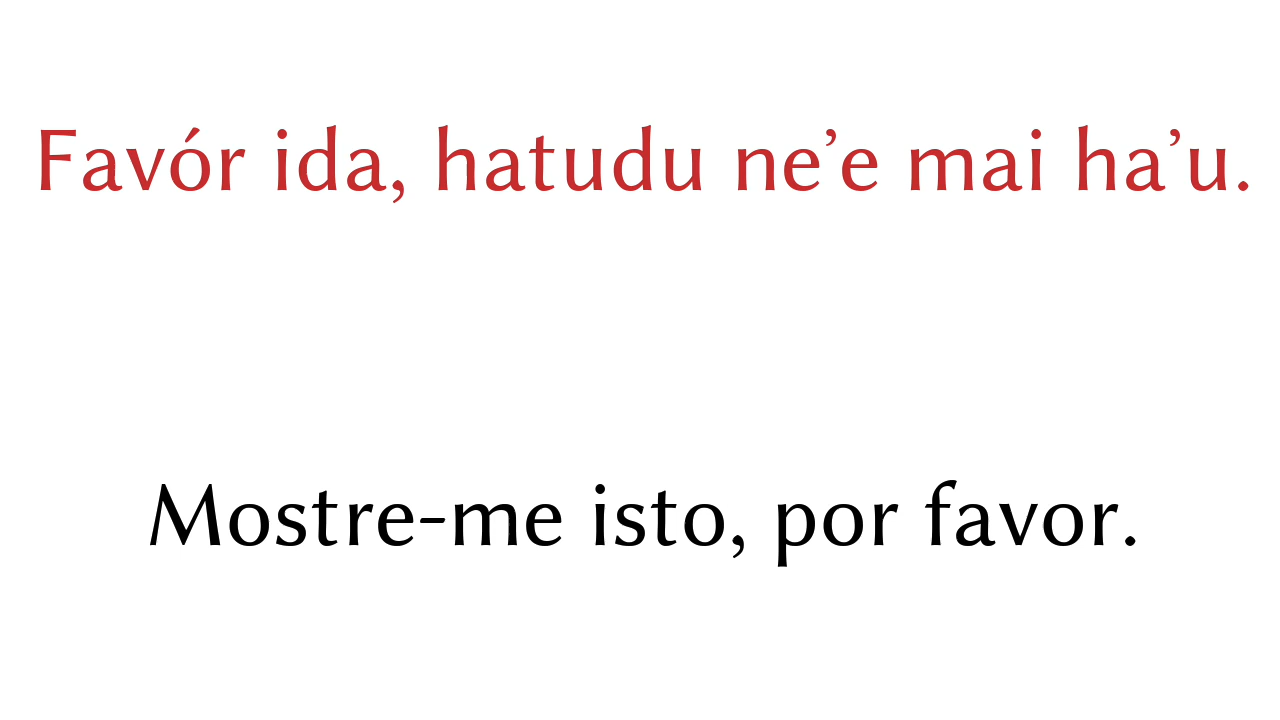 Favór ida, hatudu ne’e mai ha’u.
Mostre-me isto, por favor.